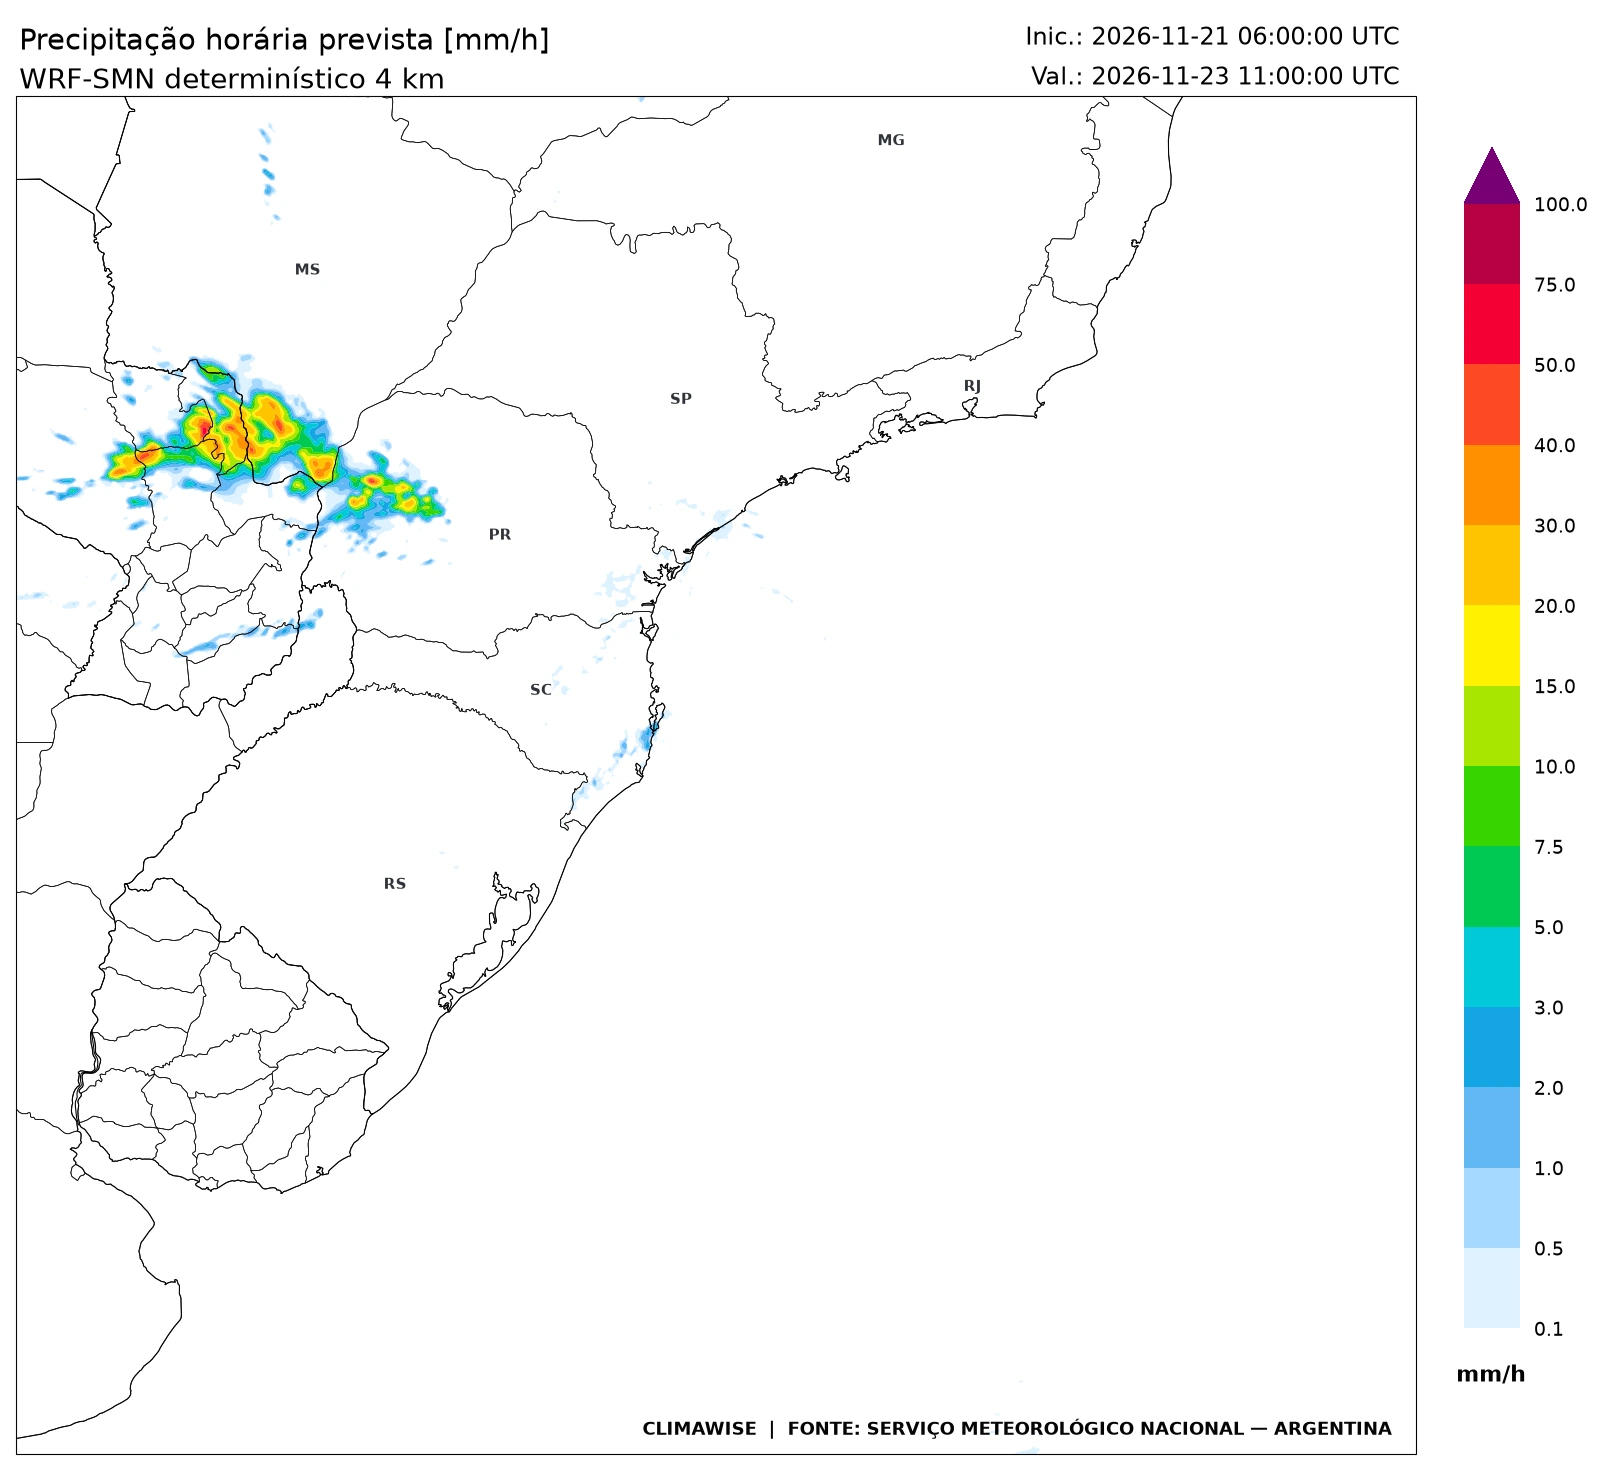 Precipitação horária prevista [mm/h]
WRF-SMN determinístico 4 km
Inic.: 2026-11-21 06:00:00 UTC
Val.: 2026-11-23 11:00:00 UTC
MG
MS
RJ
SP
PR
SC
RS
100.0
75.0
50.0
40.0
30.0
20.0
15.0
10.0
7.5
5.0
3.0
2.0
1.0
0.5
0.1
mm/h
CLIMAWISE | FONTE: SERVIÇO METEOROLÓGICO NACIONAL — ARGENTINA